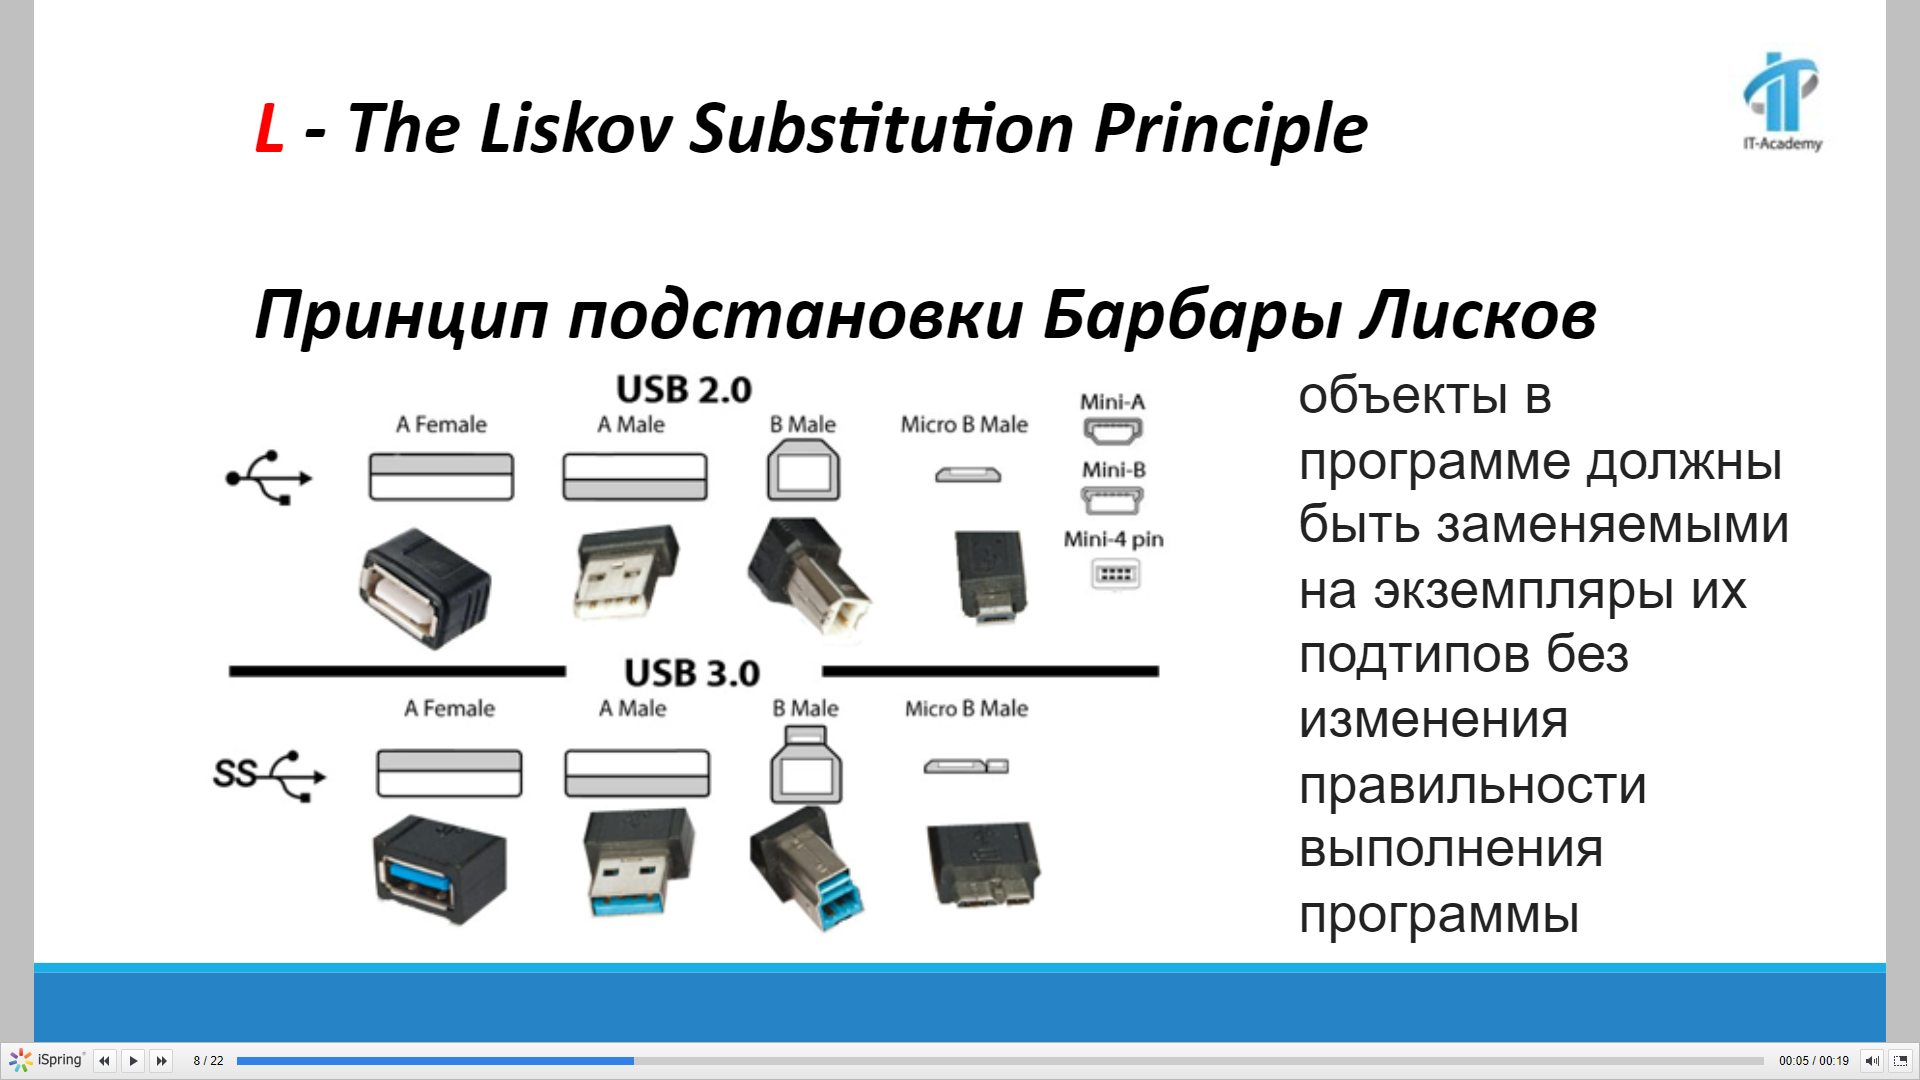 L - The Liskov Substitution Principle
IT-Academy
Принцип подстановки Барбары Лисков
USB 2.0
A Female
A Male
B Male
Micro B Male
Mini-A
Mini-B
Mini-4 pin
USB 3.0
A Female
A Male
B Male
Micro B Male
SS
объекты в
программе должны
быть заменяемыми
на экземпляры их
подтипов без
изменения
правильности
выполнения
программы
iSpring
8 / 22
00:05 / 00:19